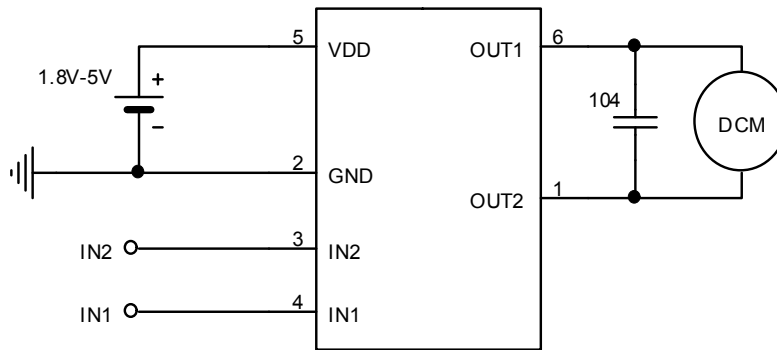 5 VDD OUT1 6
1.8V-5V +
−
104
DCM
2 GND
OUT2 1
IN2 3 IN2
IN1 4 IN1